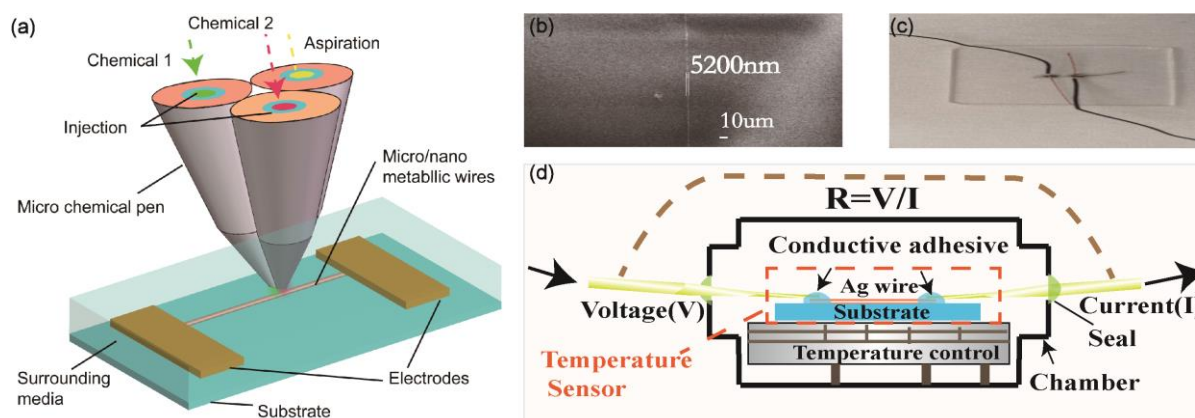 (a)
Chemical 2
Aspiration
Chemical 1
Injection
Micro/nano
metabllic wires
Micro chemical pen
Surrounding
media
Electrodes
Substrate
(b)
5200nm
10um
(c)
(d)
R=V/I
Conductive adhesive
Ag wire
Voltage(V)
Current(I
Substrate
Seal
Temperature control
Temperature
Sensor
Chamber